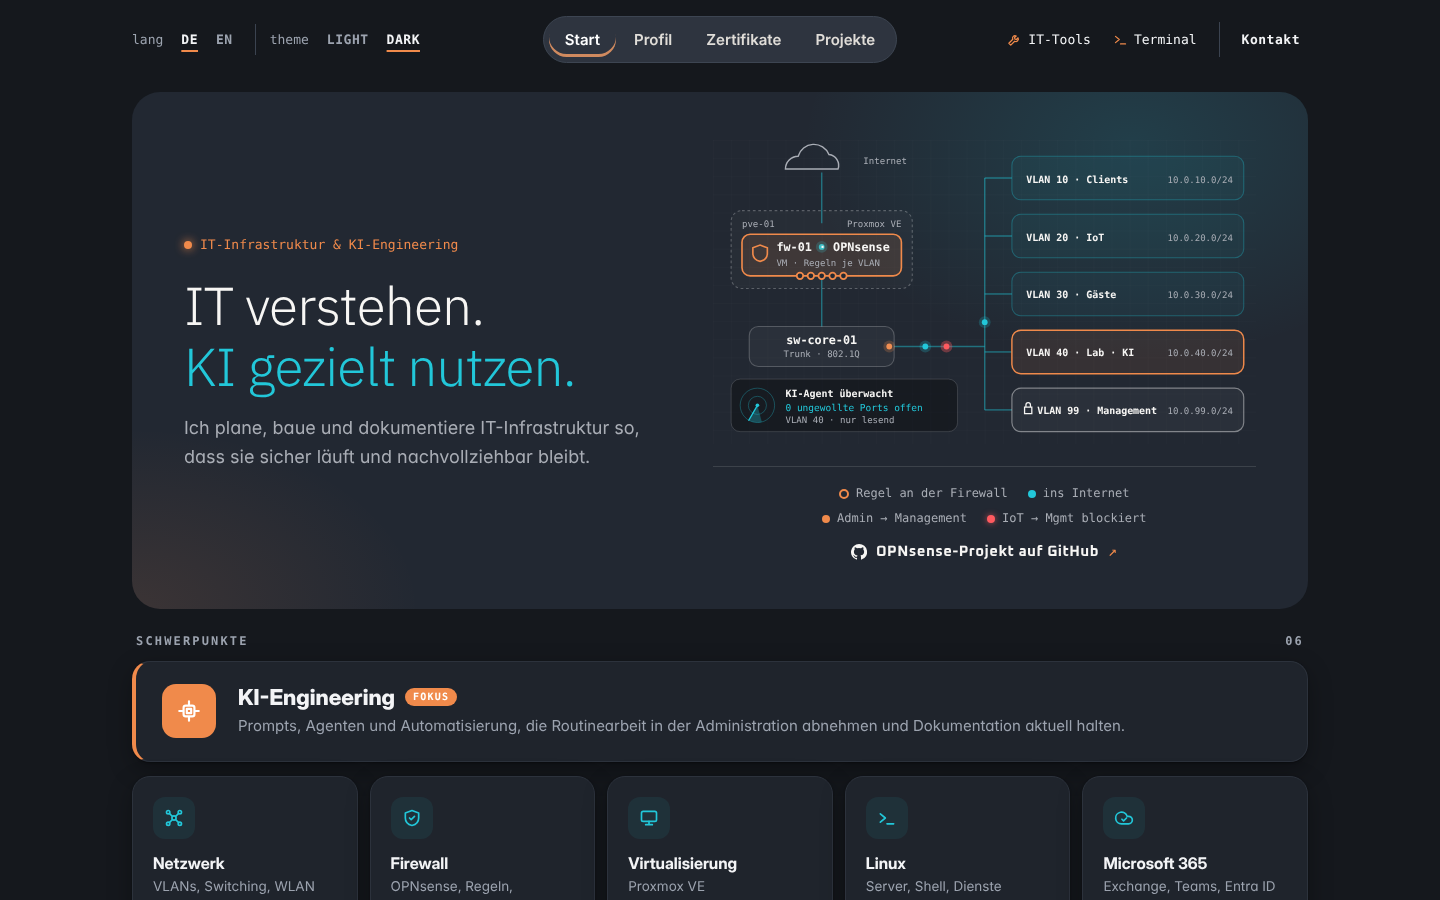 lang DE EN theme LIGHT DARK
Start Profil Zertifikate Projekte
IT-Tools Terminal Kontakt
IT-Infrastruktur & KI-Engineering
IT verstehen.
KI gezielt nutzen.
Ich plane, baue und dokumentiere IT-Infrastruktur so,
dass sie sicher läuft und nachvollziehbar bleibt.
Internet
pve-01 Proxmox VE
fw-01 OPNsense
VM · Regeln je VLAN
sw-core-01
Trunk · 802.1Q
KI-Agent überwacht
0 ungewollte Ports offen
VLAN 40 · nur lesend
VLAN 10 · Clients 10.0.10.0/24
VLAN 20 · IoT 10.0.20.0/24
VLAN 30 · Gäste 10.0.30.0/24
VLAN 40 · Lab · KI 10.0.40.0/24
VLAN 99 · Management 10.0.99.0/24
Regel an der Firewall ins Internet
Admin → Management IoT → Mgmt blockiert
OPNsense-Projekt auf GitHub ↗
SCHWERPUNKTE 06
KI-Engineering FOKUS
Prompts, Agenten und Automatisierung, die Routinearbeit in der Administration abnehmen und Dokumentation aktuell halten.
Netzwerk
VLANs, Switching, WLAN
Firewall
OPNsense, Regeln,
Virtualisierung
Proxmox VE
Linux
Server, Shell, Dienste
Microsoft 365
Exchange, Teams, Entra ID